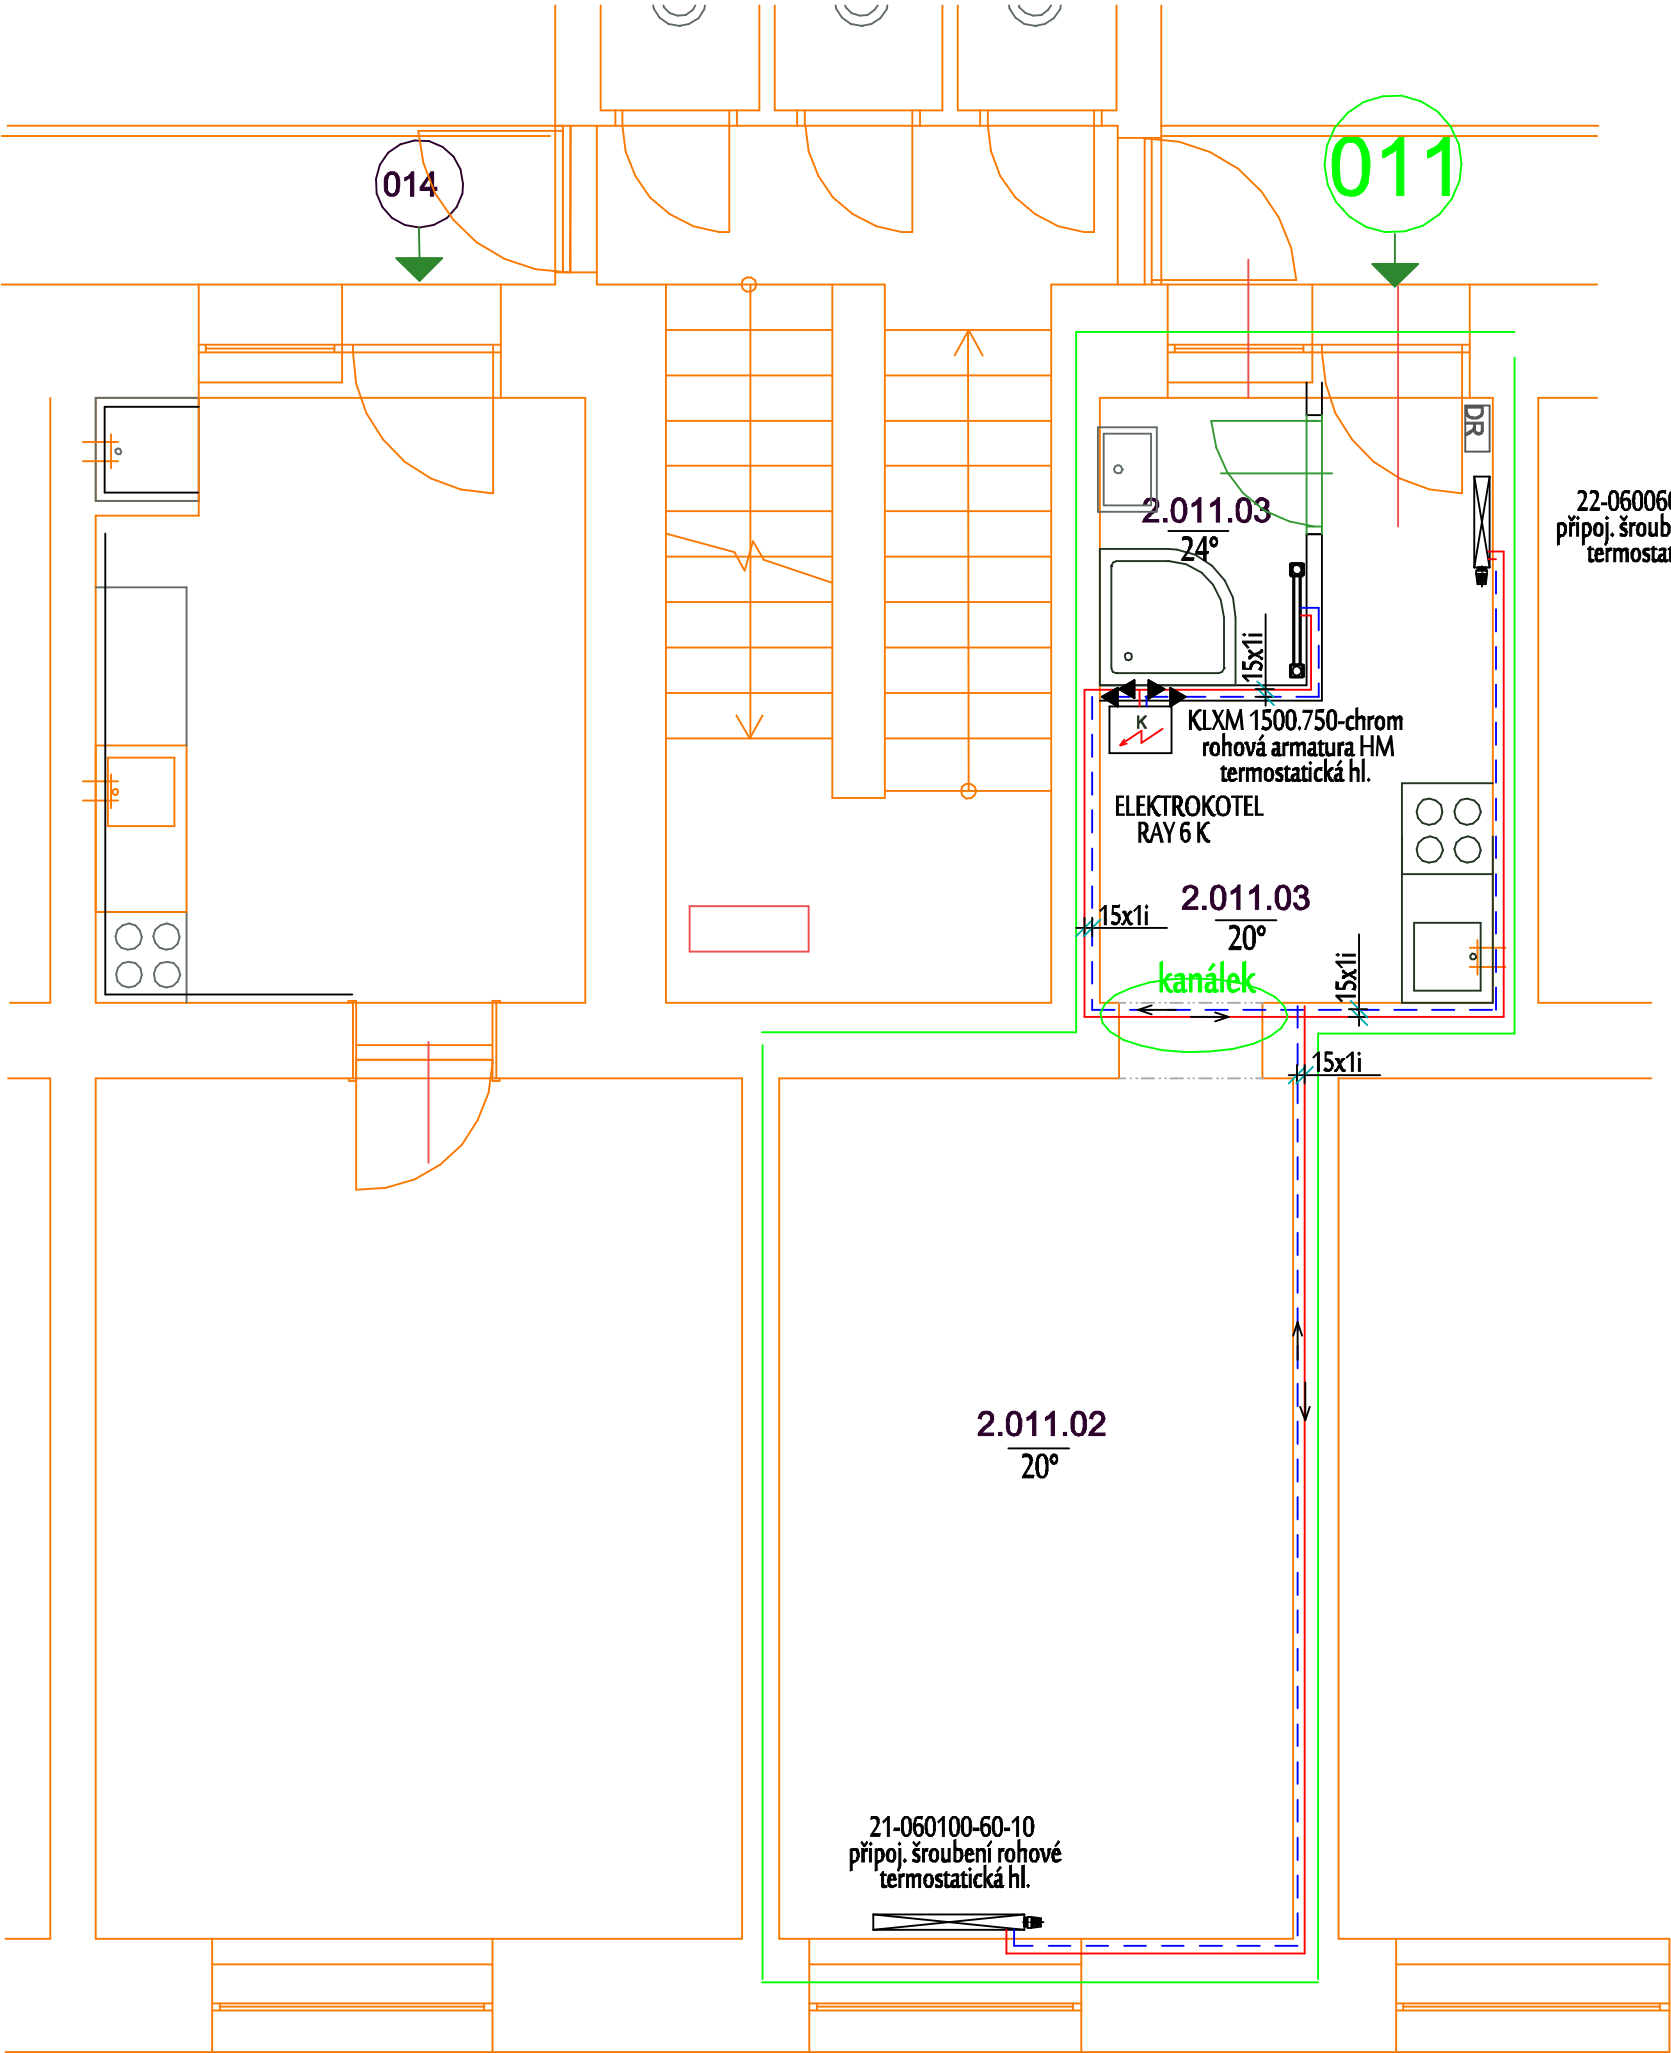 014
011
DR
2.011.03
24°
22-06006
připoj. šroub
termosta
15x1i
K
KLXM 1500.750-chrom
rohová armatura HM
termostatická hl.
ELEKTROKOTEL
RAY 6 K
2.011.03
20°
15x1i
kanálek
15x1i
15x1i
2.011.02
20°
21-060100-60-10
připoj. šroubení rohové
termostatická hl.